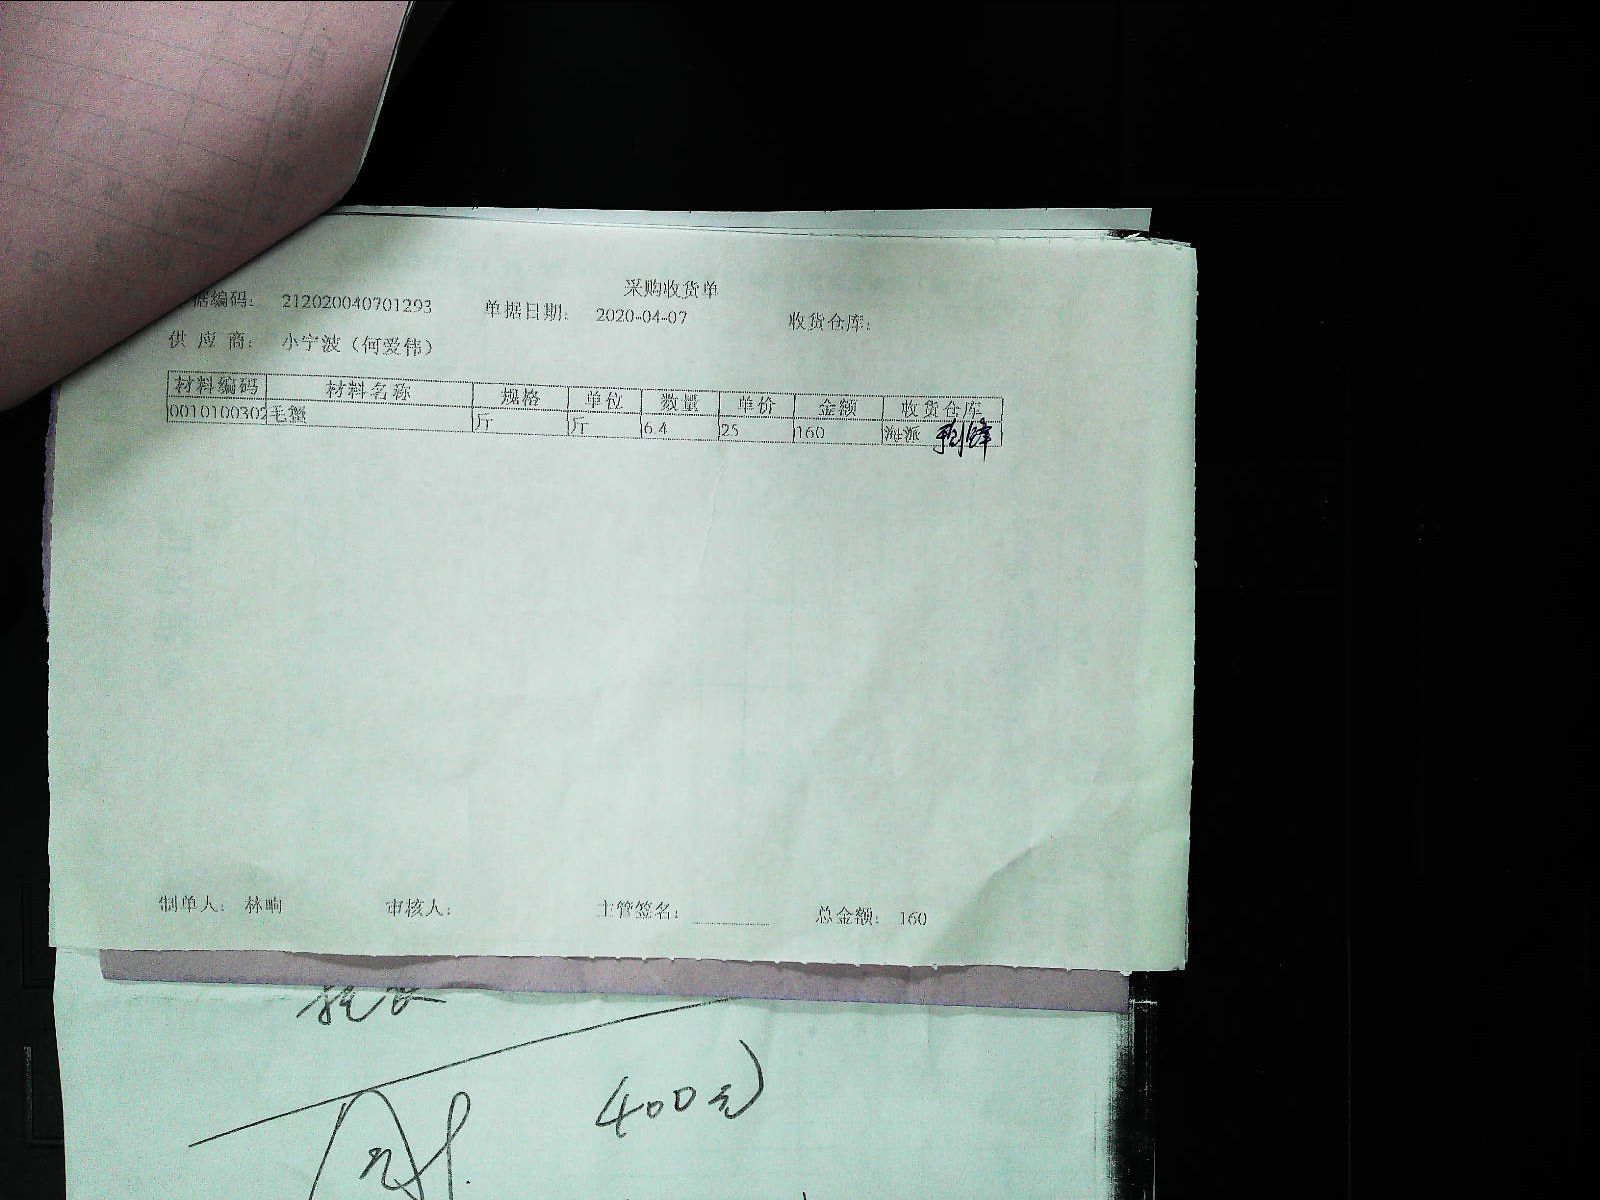 采购收货单
据编码： 212020040701293 单据日期： 2020-04-07 收货仓库：
供 应 商： 小宁波（何爱伟）
材料编码 材料名称 规格 单位 数量 单价 金额 收货仓库
0010100302 毛蟹 斤 斤 6.4 25 160 海派
制单人： 林晌 审核人： 主管签名： 总金额： 160
400元）